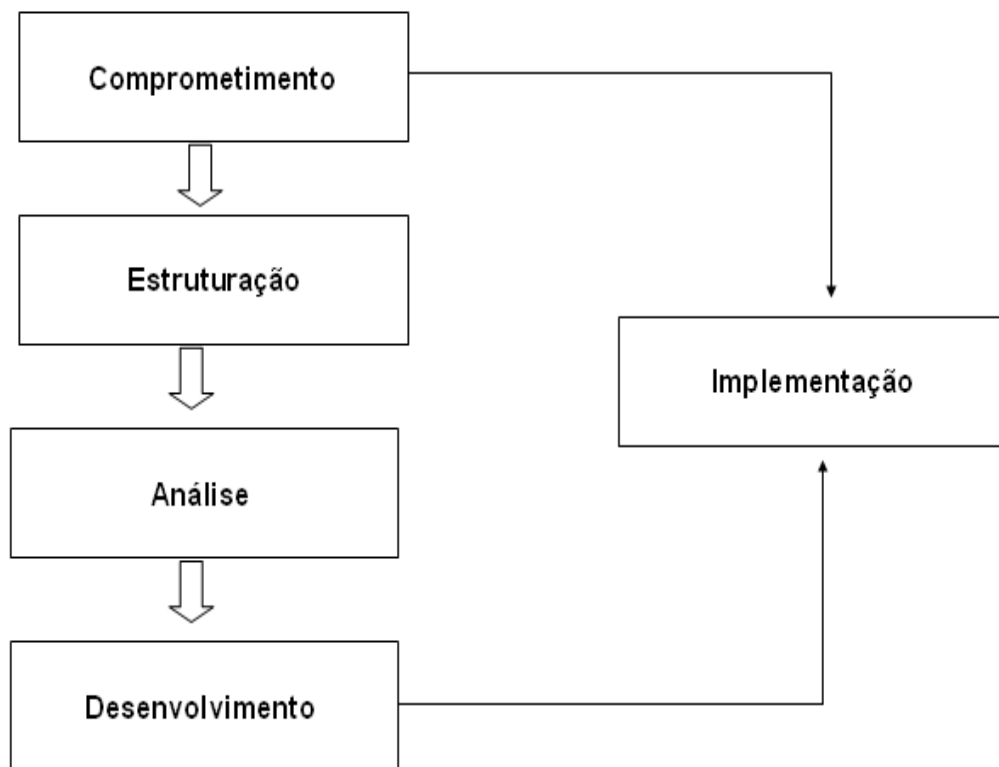 Comprometimento
Estruturação
Implementação
Análise
Desenvolvimento